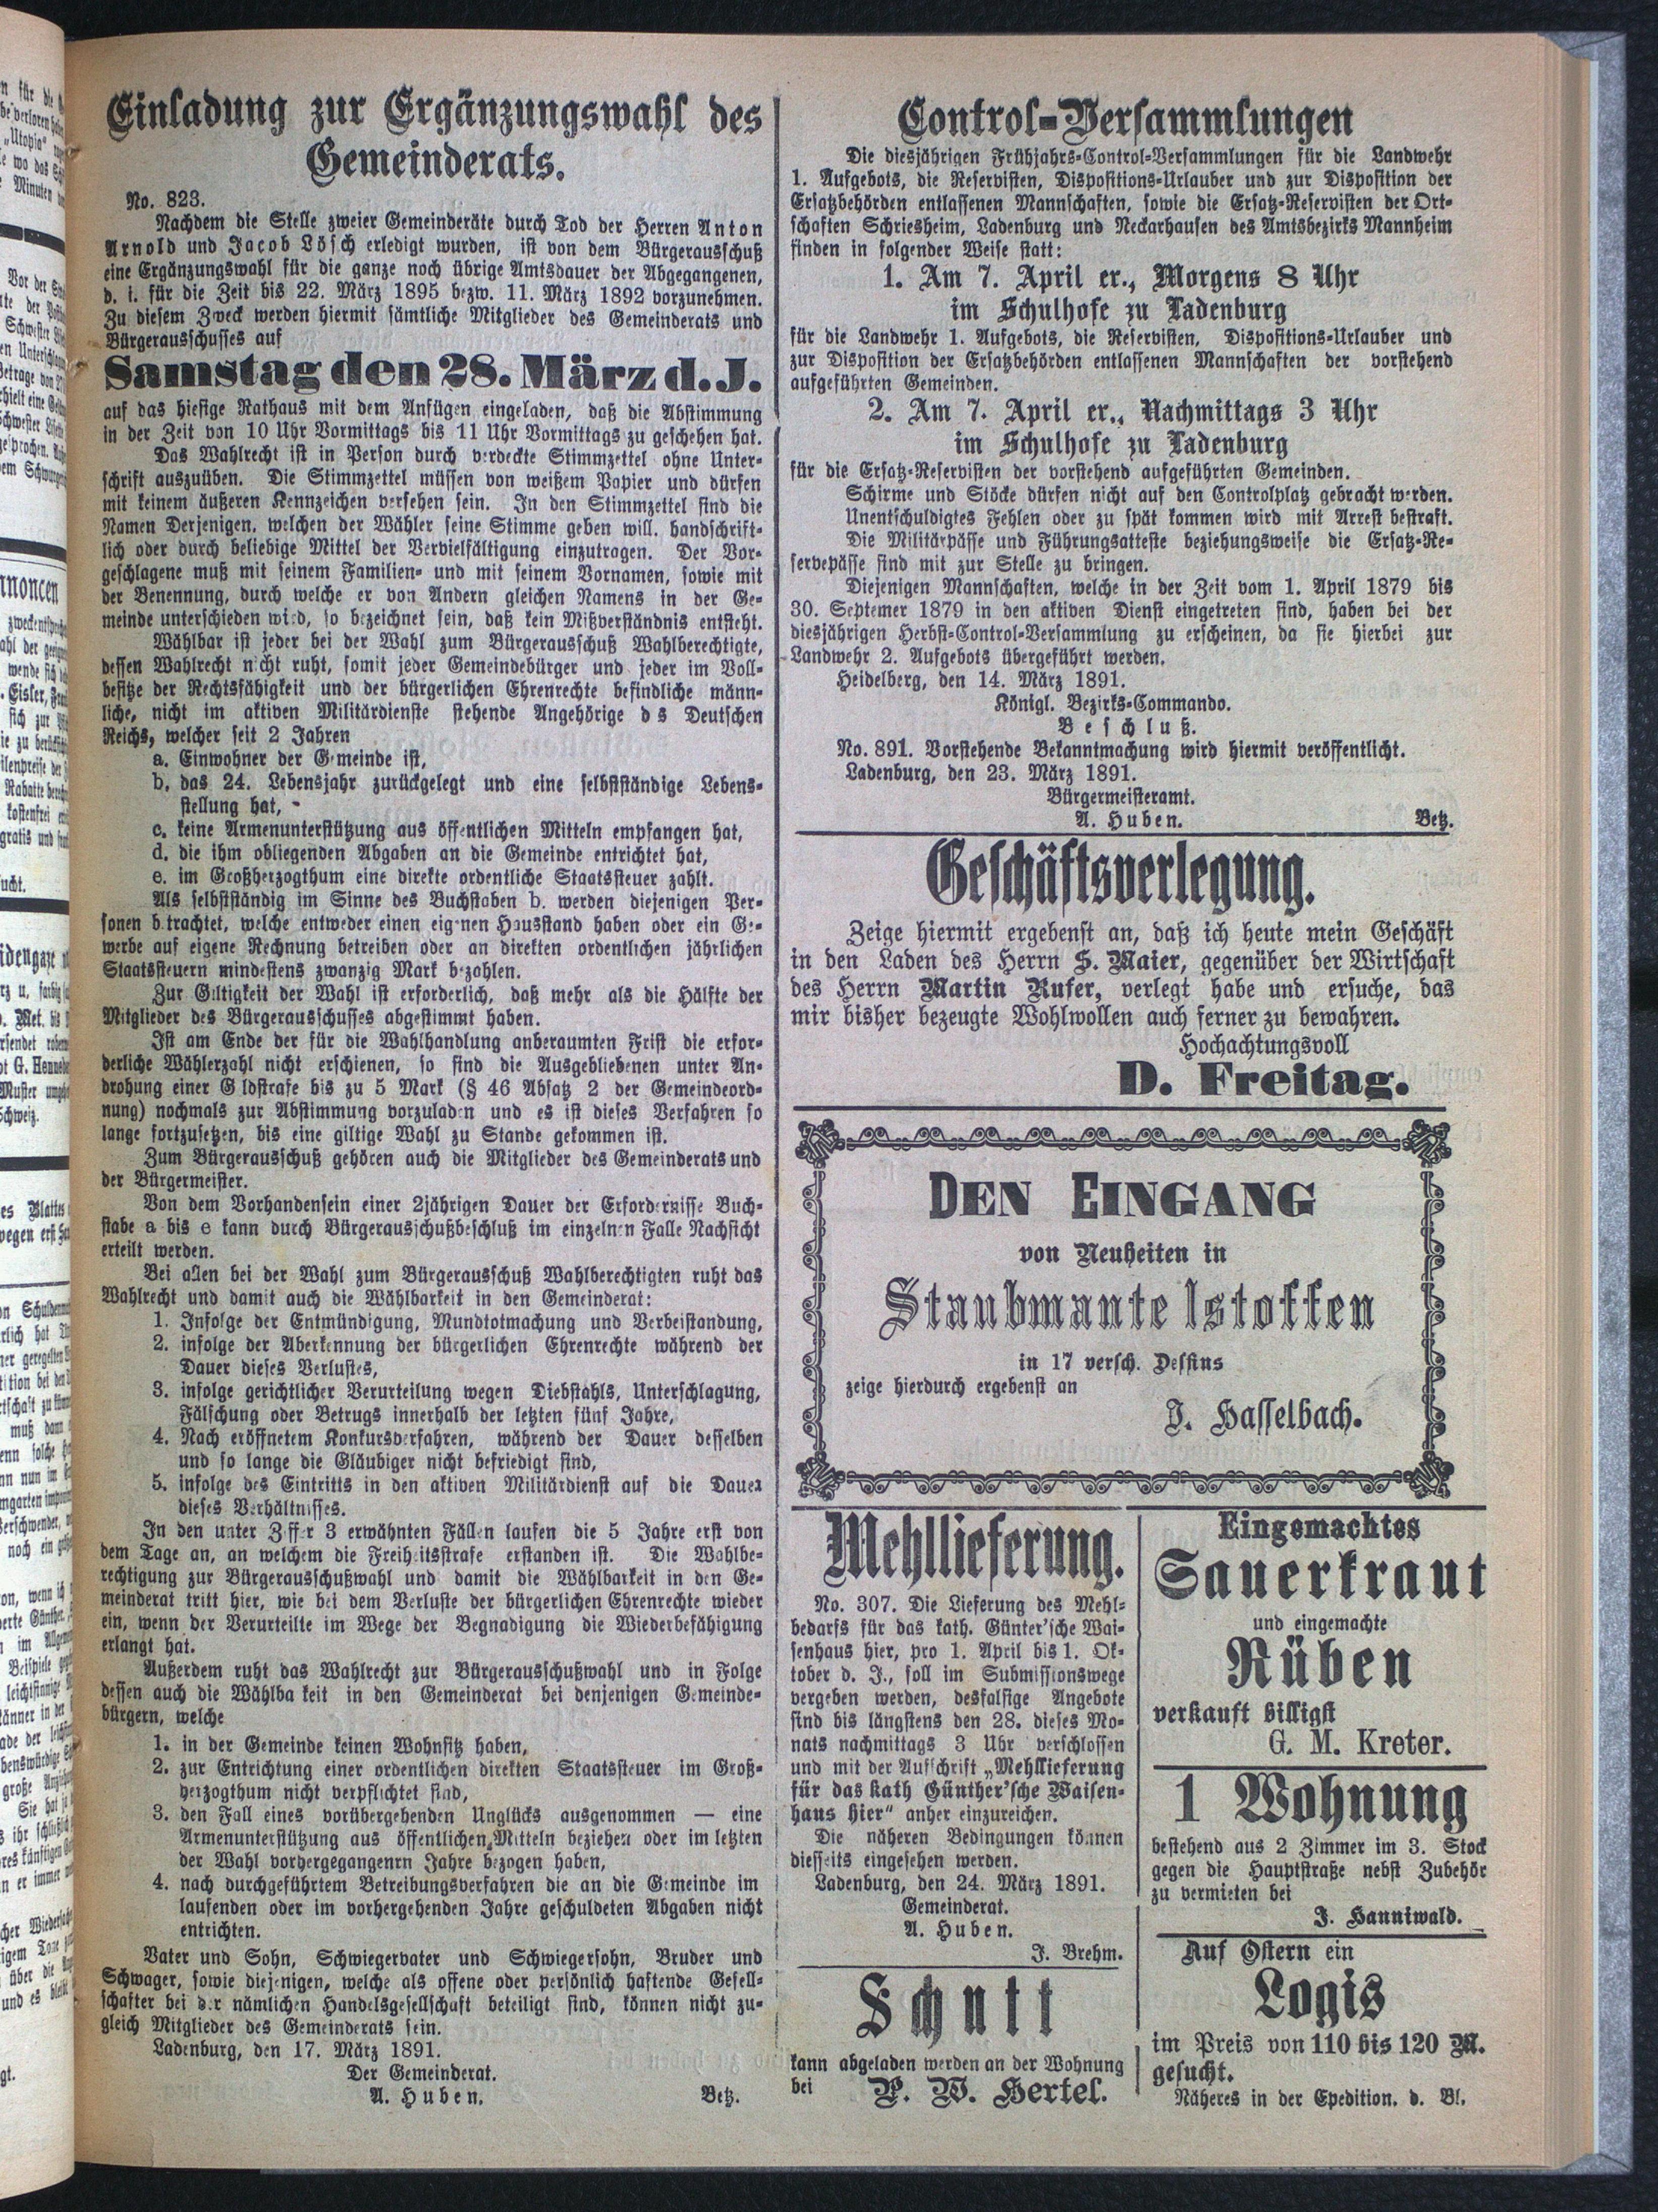 Einladung zur Ergänzungswahl des
Gemeinderats.
No. 823.
Nachdem die Stelle zweier Gemeinderäte durch Tod der Herren Anton
Arnold und Jacob Lösch erledigt wurden, ist von dem Bürgerausschuß
eine Ergänzungswahl für die ganze noch übrige Amtsdauer der Abgegangenen,
d. i. für die Zeit bis 22. März 1895 bezw. 11. März 1892 vorzunehmen.
Zu diesem Zweck werden hiermit sämtliche Mitglieder des Gemeinderats und
Bürgerausschusses auf
Samstag den 28. März d. J.
auf das hiesige Rathaus mit dem Anfügen eingeladen, daß die Abstimmung
in der Zeit von 10 Uhr Vormittags bis 11 Uhr Vormittags zu geschehen hat.
Das Wahlrecht ist in Person durch verdeckte Stimmzettel ohne Unter-
schrift auszuüben. Die Stimmzettel müssen von weißem Papier und dürfen
mit keinem äußeren Kennzeichen versehen sein. In den Stimmzettel sind die
Namen Derjenigen, welchen der Wähler seine Stimme geben will, handschrift-
lich oder durch beliebige Mittel der Vervielfältigung einzutragen. Der Vor-
geschlagene muß mit seinem Familien- und mit seinem Vornamen, sowie mit
der Benennung, durch welche er von Andern gleichen Namens in der Ge-
meinde unterschieden wird, so bezeichnet sein, daß kein Mißverständnis entsteht.
Wählbar ist jeder bei der Wahl zum Bürgerausschuß Wahlberechtigte,
dessen Wahlrecht nicht ruht, somit jeder Gemeindebürger und jeder im Voll-
besitze der Rechtsfähigkeit und der bürgerlichen Ehrenrechte befindliche männ-
liche, nicht im aktiven Militärdienste stehende Angehörige d s Deutschen
Reichs, welcher seit 2 Jahren
a. Einwohner der Gemeinde ist,
b. das 24. Lebensjahr zurückgelegt und eine selbstständige Lebens-
stellung hat,
c. keine Armenunterstützung aus öffentlichen Mitteln empfangen hat,
d. die ihm obliegenden Abgaben an die Gemeinde entrichtet hat,
e. im Großherzogthum eine direkte ordentliche Staatssteuer zahlt.
Als selbstständig im Sinne des Buchstaben b. werden diejenigen Per-
sonen b trachtet, welche entweder einen eigenen Hausstand haben oder ein Ge-
werbe auf eigene Rechnung betreiben oder an direkten ordentlichen jährlichen
Staatssteuern mindestens zwanzig Mark bezahlen.
Zur Giltigkeit der Wahl ist erforderlich, daß mehr als die Hälfte der
Mitglieder des Bürgerausschusses abgestimmt haben.
Ist am Ende der für die Wahlhandlung anberaumten Frist die erfor-
derliche Wählerzahl nicht erschienen, so sind die Ausgebliebenen unter An-
drohung einer G ldstrafe bis zu 5 Mark (§ 46 Absatz 2 der Gemeindeord-
nung) nochmals zur Abstimmung vorzuladen und es ist dieses Verfahren so
lange fortzusetzen, bis eine giltige Wahl zu Stande gekommen ist.
Zum Bürgerausschuß gehören auch die Mitglieder des Gemeinderats und
der Bürgermeister.
Von dem Vorhandensein einer 2jährigen Dauer der Erfordernisse Buch-
stabe a bis e kann durch Bürgerausschußbeschluß im einzelnen Falle Nachsicht
erteilt werden.
Bei allen bei der Wahl zum Bürgerausschuß Wahlberechtigten ruht das
Wahlrecht und damit auch die Wählbarkeit in den Gemeinderat:
1. Infolge der Entmündigung, Mundtotmachung und Verbeistandung,
2. infolge der Aberkennung der bürgerlichen Ehrenrechte während der
Dauer dieses Verlustes,
3. infolge gerichtlicher Verurteilung wegen Diebstahls, Unterschlagung,
Fälschung oder Betrugs innerhalb der letzten fünf Jahre,
4. Nach eröffnetem Konkursverfahren, während der Dauer desselben
und so lange die Gläubiger nicht befriedigt sind,
5. infolge des Eintritts in den aktiven Militärdienst auf die Dauer
dieses Verhältnisses.
In den unter Ziffer 3 erwähnten Fällen laufen die 5 Jahre erst von
dem Tage an, an welchem die Freiheitsstrafe erstanden ist. Die Wahlbe-
rechtigung zur Bürgerausschußwahl und damit die Wählbarkeit in den Ge-
meinderat tritt hier, wie bei dem Verluste der bürgerlichen Ehrenrechte wieder
ein, wenn der Verurteilte im Wege der Begnadigung die Wiederbefähigung
erlangt hat.
Außerdem ruht das Wahlrecht zur Bürgerausschußwahl und in Folge
dessen auch die Wählba keit in den Gemeinderat bei denjenigen Gemeinde-
bürgern, welche
1. in der Gemeinde keinen Wohnsitz haben,
2. zur Entrichtung einer ordentlichen direkten Staatssteuer im Groß-
herzogthum nicht verpflichtet sind,
3. den Fall eines vorübergehenden Unglücks ausgenommen — eine
Armenunterstützung aus öffentlichen Mitteln beziehen oder im letzten
der Wahl vorhergegangenrn Jahre bezogen haben,
4. nach durchgeführtem Betreibungsverfahren die an die Gemeinde im
laufenden oder im vorhergehenden Jahre geschuldeten Abgaben nicht
entrichten.
Vater und Sohn, Schwiegervater und Schwiegersohn, Bruder und
Schwager, sowie diejenigen, welche als offene oder persönlich haftende Gesell-
schafter bei der nämlichen Handelsgesellschaft beteiligt sind, können nicht zu-
gleich Mitglieder des Gemeinderats sein.
Ladenburg, den 17. März 1891.
Der Gemeinderat.
A. Huben. Betz.
Control-Versammlungen
Die diesjährigen Frühjahrs-Control-Versammlungen für die Landwehr
1. Aufgebots, die Reservisten, Dispositions-Urlauber und zur Disposition der
Ersatzbehörden entlassenen Mannschaften, sowie die Ersatz-Reservisten der Ort-
schaften Schriesheim, Ladenburg und Neckarhausen des Amtsbezirks Mannheim
finden in folgender Weise statt:
1. Am 7. April er., Morgens 8 Uhr
im Schulhofe zu Ladenburg
für die Landwehr 1. Aufgebots, die Reservisten, Dispositions-Urlauber und
zur Disposition der Ersatzbehörden entlassenen Mannschaften der vorstehend
aufgeführten Gemeinden.
2. Am 7. April er., Nachmittags 3 Uhr
im Schulhofe zu Ladenburg
für die Ersatz-Reservisten der vorstehend aufgeführten Gemeinden.
Schirme und Stöcke dürfen nicht auf den Controlplatz gebracht werden.
Unentschuldigtes Fehlen oder zu spät kommen wird mit Arrest bestraft.
Die Militärpässe und Führungsatteste beziehungsweise die Ersatz-Re-
servepässe sind mit zur Stelle zu bringen.
Diejenigen Mannschaften, welche in der Zeit vom 1. April 1879 bis
30. Septemer 1879 in den aktiven Dienst eingetreten sind, haben bei der
diesjährigen Herbst-Control-Versammlung zu erscheinen, da sie hierbei zur
Landwehr 2. Aufgebots übergeführt werden.
Heidelberg, den 14. März 1891.
Königl. Bezirks-Commando.
Beschluß.
No. 891. Vorstehende Bekanntmachung wird hiermit veröffentlicht.
Ladenburg, den 23. März 1891.
Bürgermeisteramt.
A. Huben. Betz.
Geschäftsverlegung.
Zeige hiermit ergebenst an, daß ich heute mein Geschäft
in den Laden des Herrn S. Maier, gegenüber der Wirtschaft
des Herrn Martin Rufer, verlegt habe und ersuche, das
mir bisher bezeugte Wohlwollen auch ferner zu bewahren.
Hochachtungsvoll
D. Freitag.
DEN EINGANG
von Neuheiten in
Staubmantelstoffen
in 17 versch. Dessins
zeige hierdurch ergebenst an
J. Hasselbach.
Mehllieferung.
No. 307. Die Lieferung des Mehl-
bedarfs für das kath. Günter'sche Wai-
senhaus hier, pro 1. April bis 1. Ok-
tober d. J., soll im Submissionswege
vergeben werden, desfalsige Angebote
sind bis längstens den 28. dieses Mo-
nats nachmittags 3 Uhr verschlossen
und mit der Aufschrift „Mehllieferung
für das kath Günther'sche Waisen-
haus hier“ anher einzureichen.
Die näheren Bedingungen können
diesseits eingesehen werden.
Ladenburg, den 24. März 1891.
Gemeinderat.
A. Huben.
J. Brehm.
Schutt
kann abgeladen werden an der Wohnung
bei P. W. Hertel.
Eingemachtes
Sauerkraut
und eingemachte
Rüben
verkauft billigst
G. M. Kreter.
1 Wohnung
bestehend aus 2 Zimmer im 3. Stock
gegen die Hauptstraße nebst Zubehör
zu vermieten bei
J. Hanniwald.
Auf Ostern ein
Logis
im Preis von 110 bis 120 M.
gesucht.
Näheres in der Epedition. d. Bl.